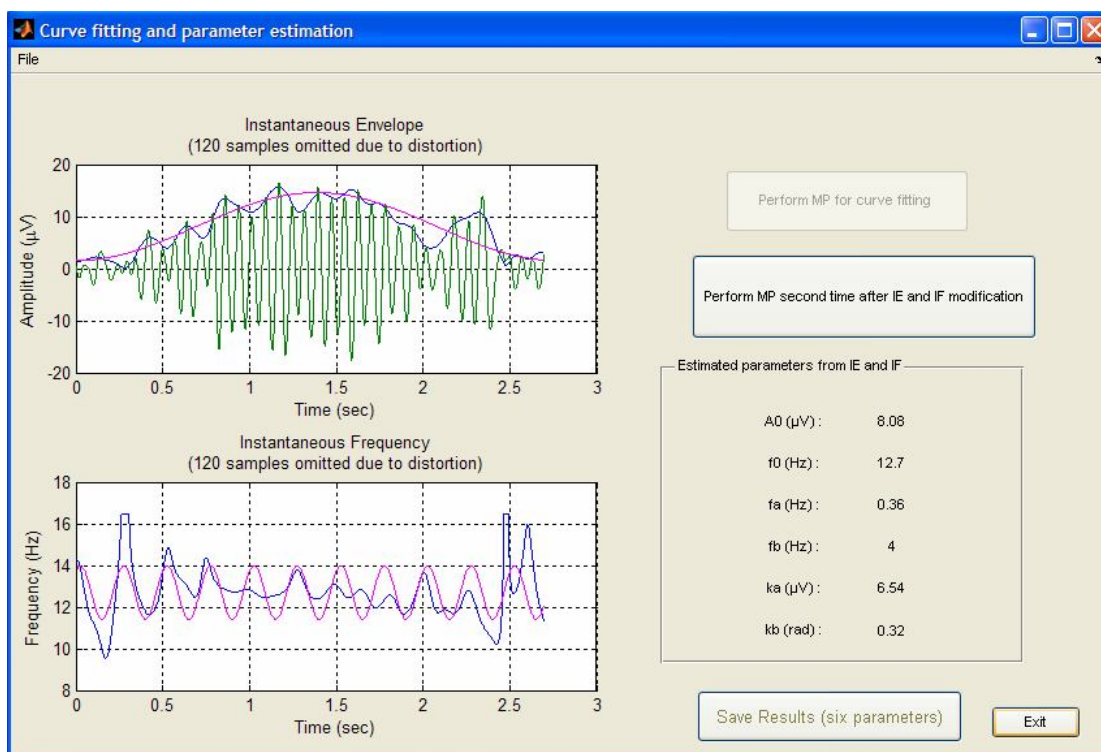 Curve fitting and parameter estimation
File
Instantaneous Envelope
(120 samples omitted due to distortion)
20
10
0
-10
-20
Amplitude (µV)
0
0.5
1
1.5
2
2.5
3
Time (sec)
Instantaneous Frequency
(120 samples omitted due to distortion)
18
16
14
12
10
8
Frequency (Hz)
0
0.5
1
1.5
2
2.5
3
Time (sec)
Perform MP for curve fitting
Perform MP second time after IE and IF modification
Estimated parameters from IE and IF
A0 (µV) : 8.08
f0 (Hz) : 12.7
fa (Hz) : 0.36
fb (Hz) : 4
ka (µV) : 6.54
kb (rad) : 0.32
Save Results (six parameters)
Exit